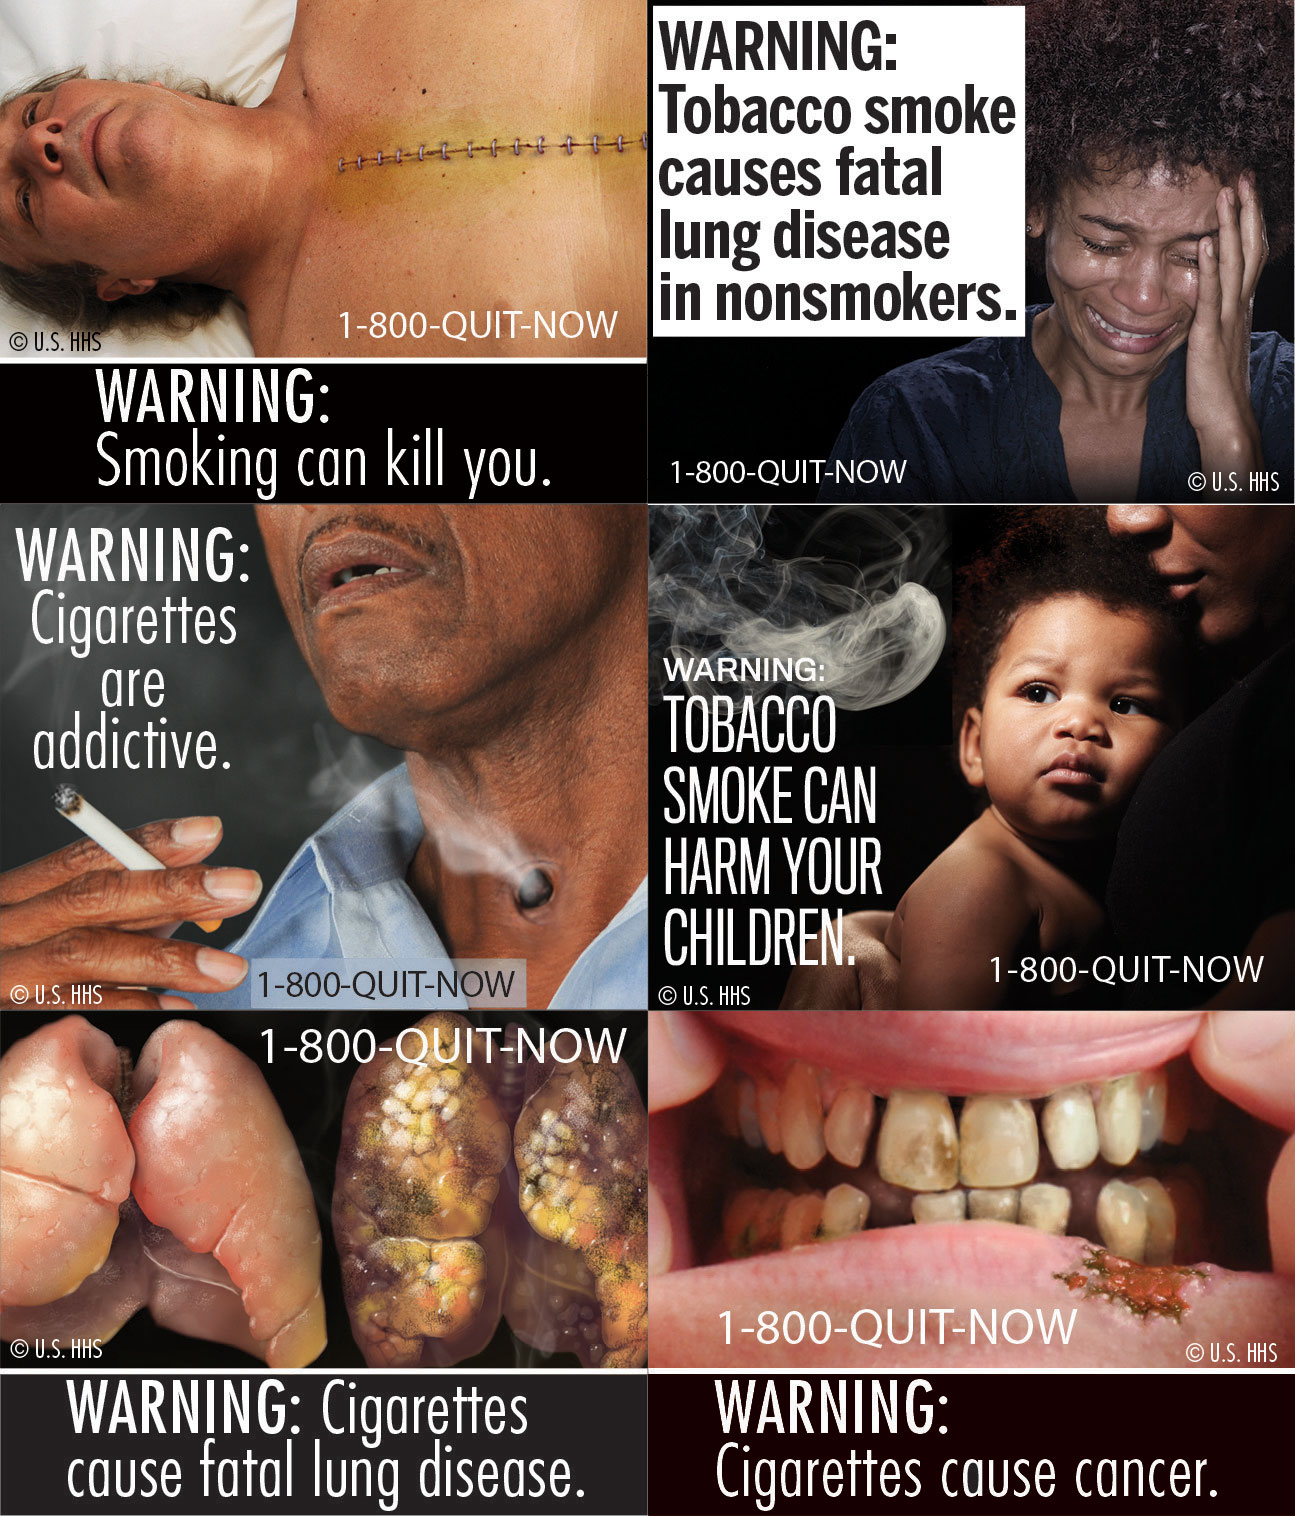 © U.S. HHS
1-800-QUIT-NOW
WARNING:
Smoking can kill you.
WARNING:
Tobacco smoke
causes fatal
lung disease
in nonsmokers.
1-800-QUIT-NOW
© U.S. HHS
WARNING:
Cigarettes
are
addictive.
1-800-QUIT-NOW
© U.S. HHS
WARNING:
TOBACCO
SMOKE CAN
HARM YOUR
CHILDREN.
1-800-QUIT-NOW
© U.S. HHS
1-800-QUIT-NOW
© U.S. HHS
WARNING: Cigarettes
cause fatal lung disease.
1-800-QUIT-NOW
© U.S. HHS
WARNING:
Cigarettes cause cancer.